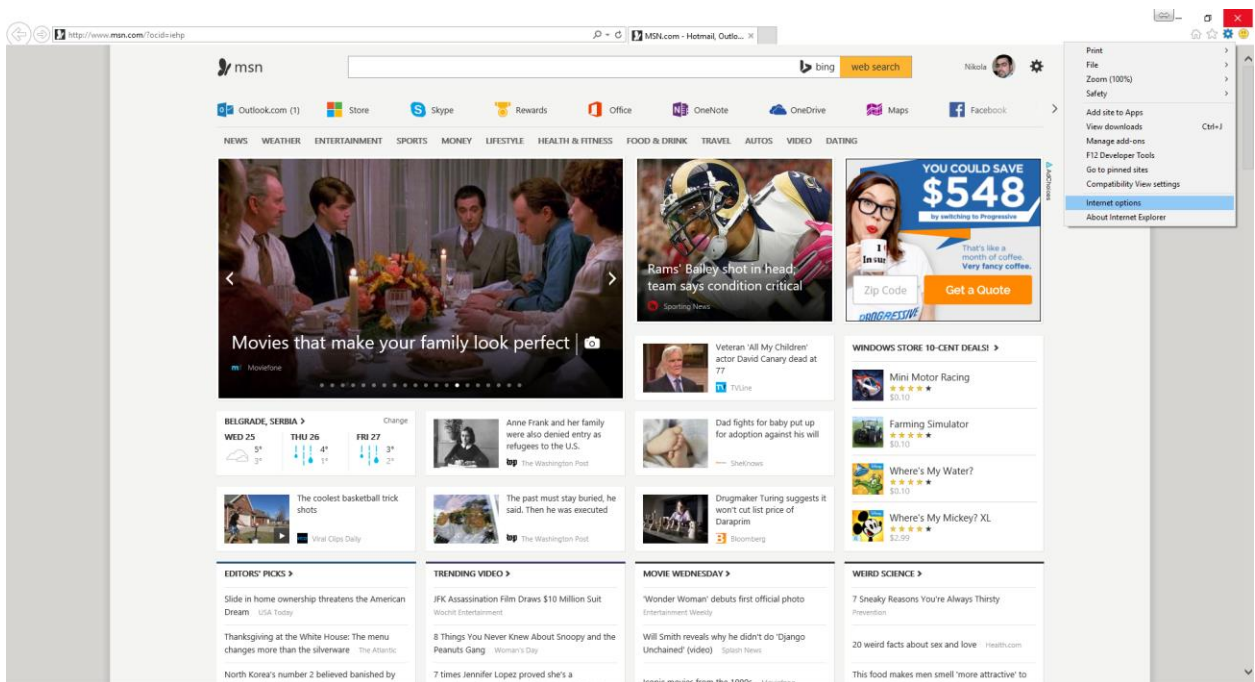 http://www.msn.com/?ocid=iehp
MSN.com - Hotmail, Outlo...
Print
File
Zoom (100%)
Safety
Add site to Apps
View downloads Ctrl+J
Manage add-ons
F12 Developer Tools
Go to pinned sites
Compatibility View settings
Internet options
About Internet Explorer
msn
bing
web search
Nikola
Outlook.com (1)
Store
Skype
Rewards
Office
OneNote
OneDrive
Maps
Facebook
NEWS WEATHER ENTERTAINMENT SPORTS MONEY LIFESTYLE HEALTH & FITNESS FOOD & DRINK TRAVEL AUTOS VIDEO DATING
Movies that make your family look perfect
Moviefone
Rams' Bailey shot in head;
team says condition critical
Sporting News
YOU COULD SAVE
$548
by switching to Progressive
That's like a
month of coffee.
Very fancy coffee.
Zip Code
Get a Quote
PROGRESSIVE
AdChoices
Veteran 'All My Children'
actor David Canary dead at
77
TVLine
WINDOWS STORE 10-CENT DEALS! >
Mini Motor Racing
$0.10
Farming Simulator
$0.10
Where's My Water?
$0.10
Where's My Mickey? XL
$2.99
BELGRADE, SERBIA >
Change
WED 25
5°
3°
THU 26
4°
1°
FRI 27
3°
2°
Anne Frank and her family
were also denied entry as
refugees to the U.S.
The Washington Post
Dad fights for baby put up
for adoption against his will
SheKnows
The coolest basketball trick
shots
Viral Clips Daily
The past must stay buried, he
said. Then he was executed
The Washington Post
Drugmaker Turing suggests it
won't cut list price of
Daraprim
Bloomberg
EDITORS' PICKS >
Slide in home ownership threatens the American
Dream USA Today
Thanksgiving at the White House: The menu
changes more than the silverware The Atlantic
North Korea's number 2 believed banished by
TRENDING VIDEO >
JFK Assassination Film Draws $10 Million Suit
Wochit Entertainment
8 Things You Never Knew About Snoopy and the
Peanuts Gang Woman's Day
7 times Jennifer Lopez proved she's a
MOVIE WEDNESDAY >
'Wonder Woman' debuts first official photo
Entertainment Weekly
Will Smith reveals why he didn't do 'Django
Unchained' (video) Splash News
Iconic movies from the 1990s
WEIRD SCIENCE >
7 Sneaky Reasons You're Always Thirsty
Prevention
20 weird facts about sex and love Health.com
This food makes men smell 'more attractive' to